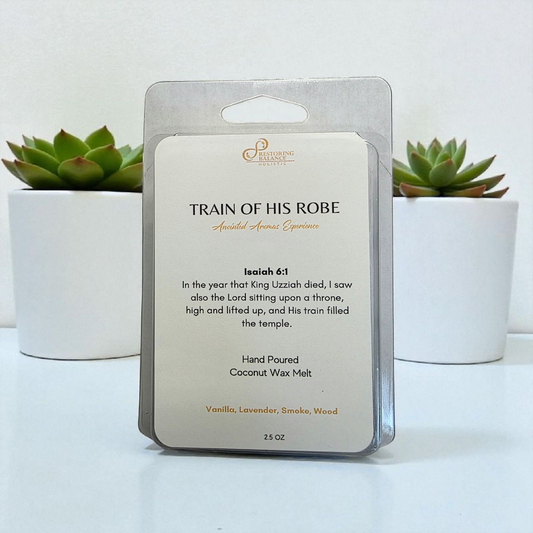 RESTORING
BALANCE
HOLISTIC
TRAIN OF HIS ROBE
Anointed Aromas Experience
Isaiah 6:1
In the year that King Uzziah died, I saw
also the Lord sitting upon a throne,
high and lifted up, and His train filled
the temple.
Hand Poured
Coconut Wax Melt
Vanilla, Lavender, Smoke, Wood
2.5 OZ